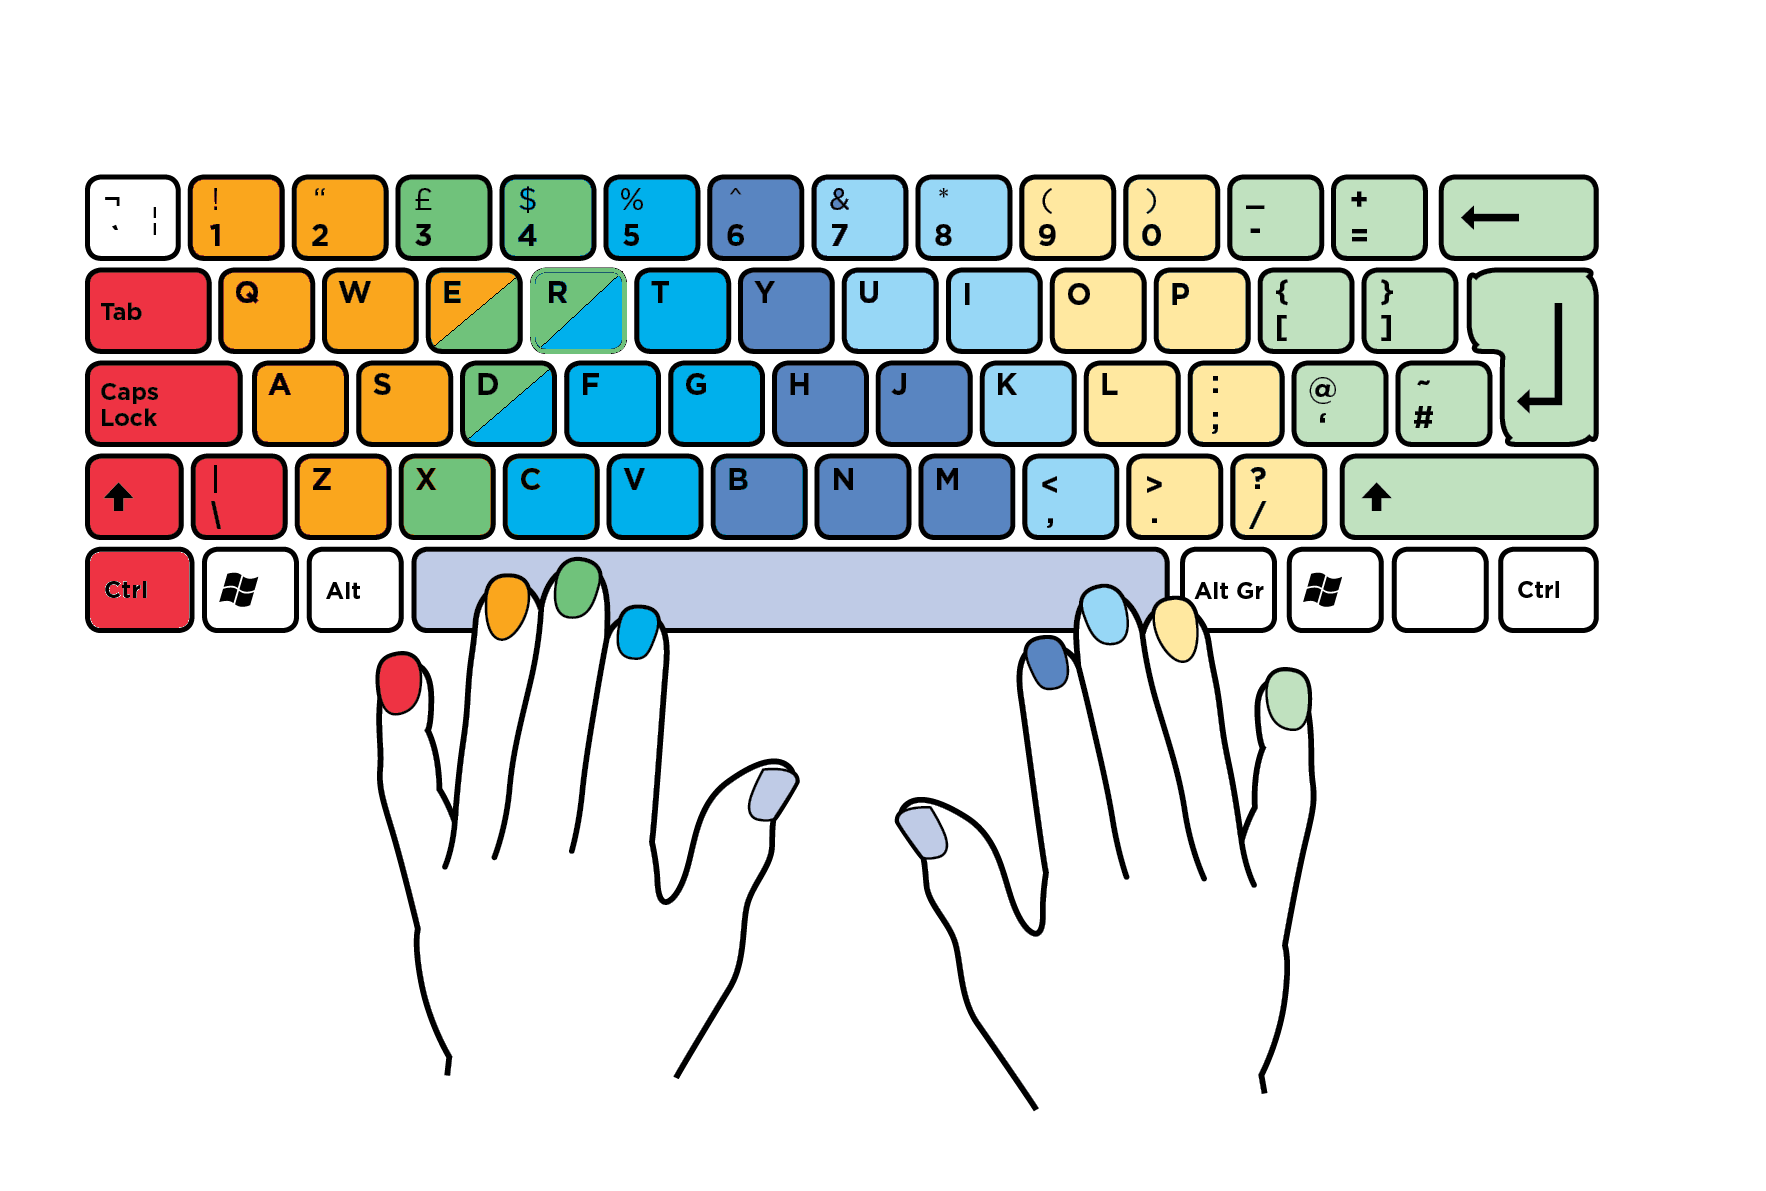 ¬ ! “ £ $ % ^ & * ( ) _ +
` ¦ 1 2 3 4 5 6 7 8 9 0 - =
Tab Q W E R T Y U I O P { }
[ ]
Caps A S D F G H J K L : @ ~
Lock ; ‘ #
| Z X C V B N M < > ?
\ , . /
Ctrl Alt Alt Gr Ctrl